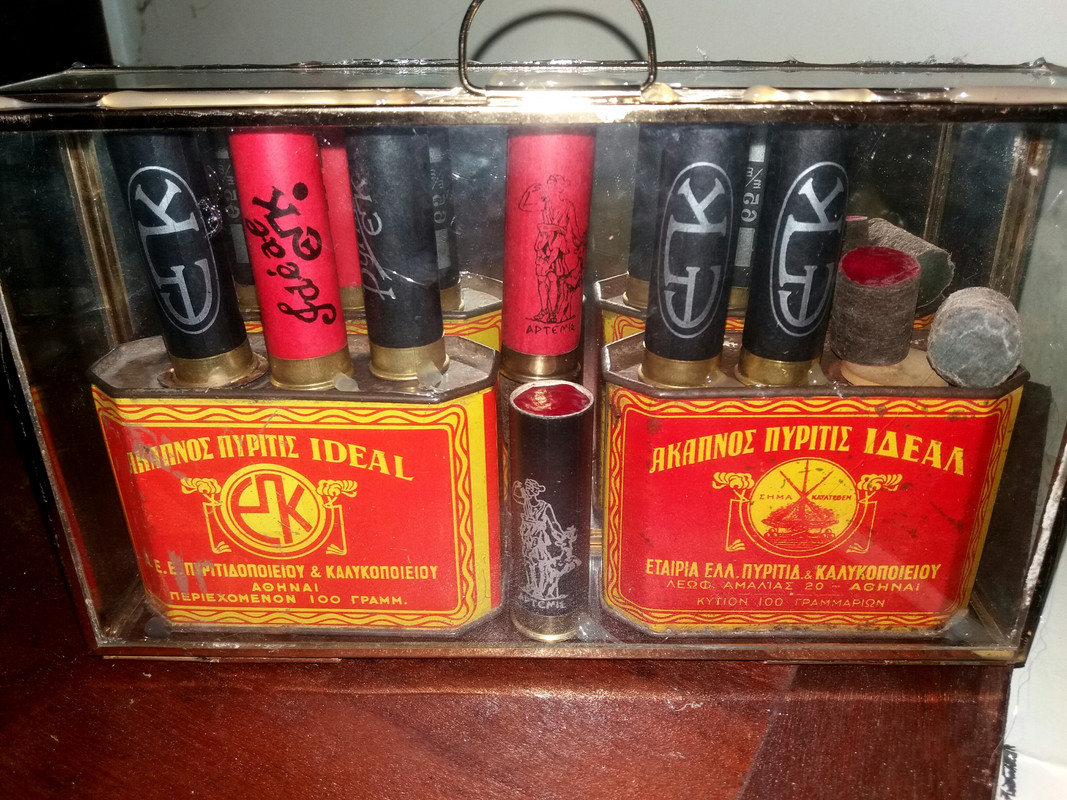 ΑΡΤΕΜΙΣ
ΑΡΤΕΜΙΣ
ΑΚΑΠΝΟΣ ΠΥΡΙΤΙΣ IDEAL
Ε.Ε. ΠΥΡΙΤΙΔΟΠΟΙΕΙΟΥ & ΚΑΛΥΚΟΠΟΙΕΙΟΥ
ΑΘΗΝΑΙ
ΠΕΡΙΕΧΟΜΕΝΟΝ 100 ΓΡΑΜΜ.
ΑΚΑΠΝΟΣ ΠΥΡΙΤΙΣ ΙΔΕΑΛ
ΣΗΜΑ ΚΑΤΑΤΕΘΕΝ
ΕΤΑΙΡΙΑ ΕΛΛ. ΠΥΡΙΤΙΔ. & ΚΑΛΥΚΟΠΟΙΕΙΟΥ
ΛΕΩΦ. ΑΜΑΛΙΑΣ 20 — ΑΘΗΝΑΙ
ΚΥΤΙΟΝ 100 ΓΡΑΜΜΑΡΙΩΝ